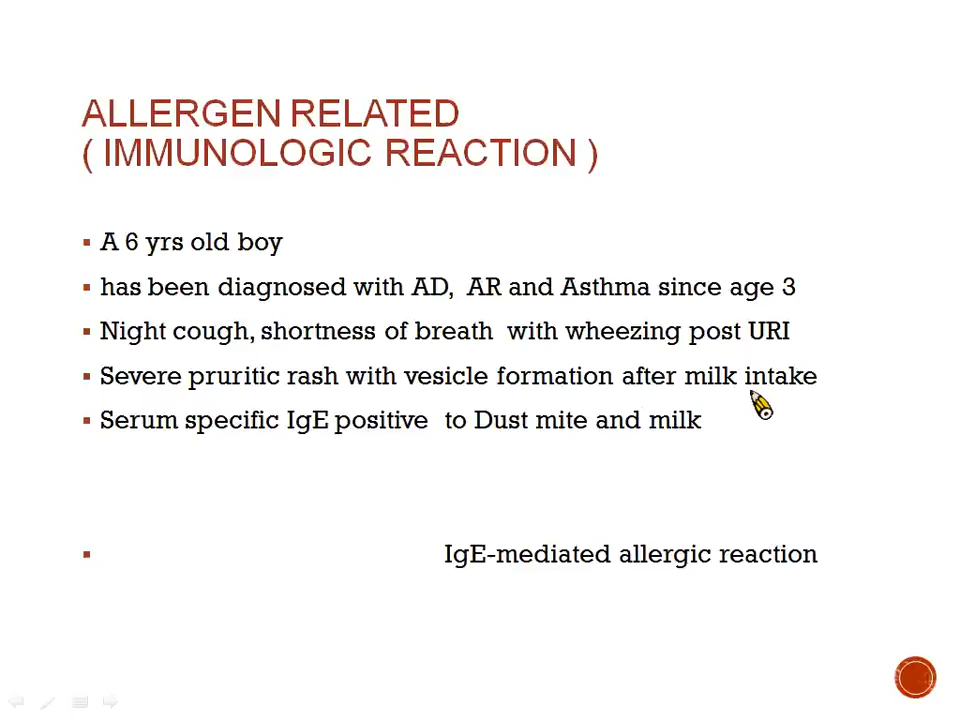 ALLERGEN RELATED
( IMMUNOLOGIC REACTION )
▪ A 6 yrs old boy
▪ has been diagnosed with AD, AR and Asthma since age 3
▪ Night cough, shortness of breath with wheezing post URI
▪ Severe pruritic rash with vesicle formation after milk intake
▪ Serum specific IgE positive to Dust mite and milk
▪ IgE-mediated allergic reaction